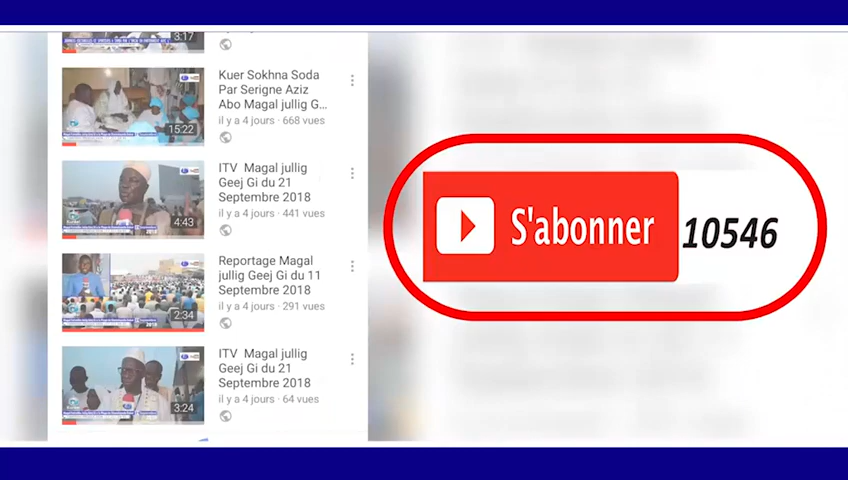 3:17
Kuer Sokhna Soda
Par Serigne Aziz
Abo Magal jullig G...
il y a 4 jours · 668 vues
15:22
ITV Magal jullig
Geej Gi du 21
Septembre 2018
il y a 4 jours · 441 vues
4:43
Reportage Magal
jullig Geej Gi du 11
Septembre 2018
il y a 4 jours · 291 vues
2:34
ITV Magal jullig
Geej Gi du 21
Septembre 2018
il y a 4 jours · 64 vues
3:24
S'abonner 10546